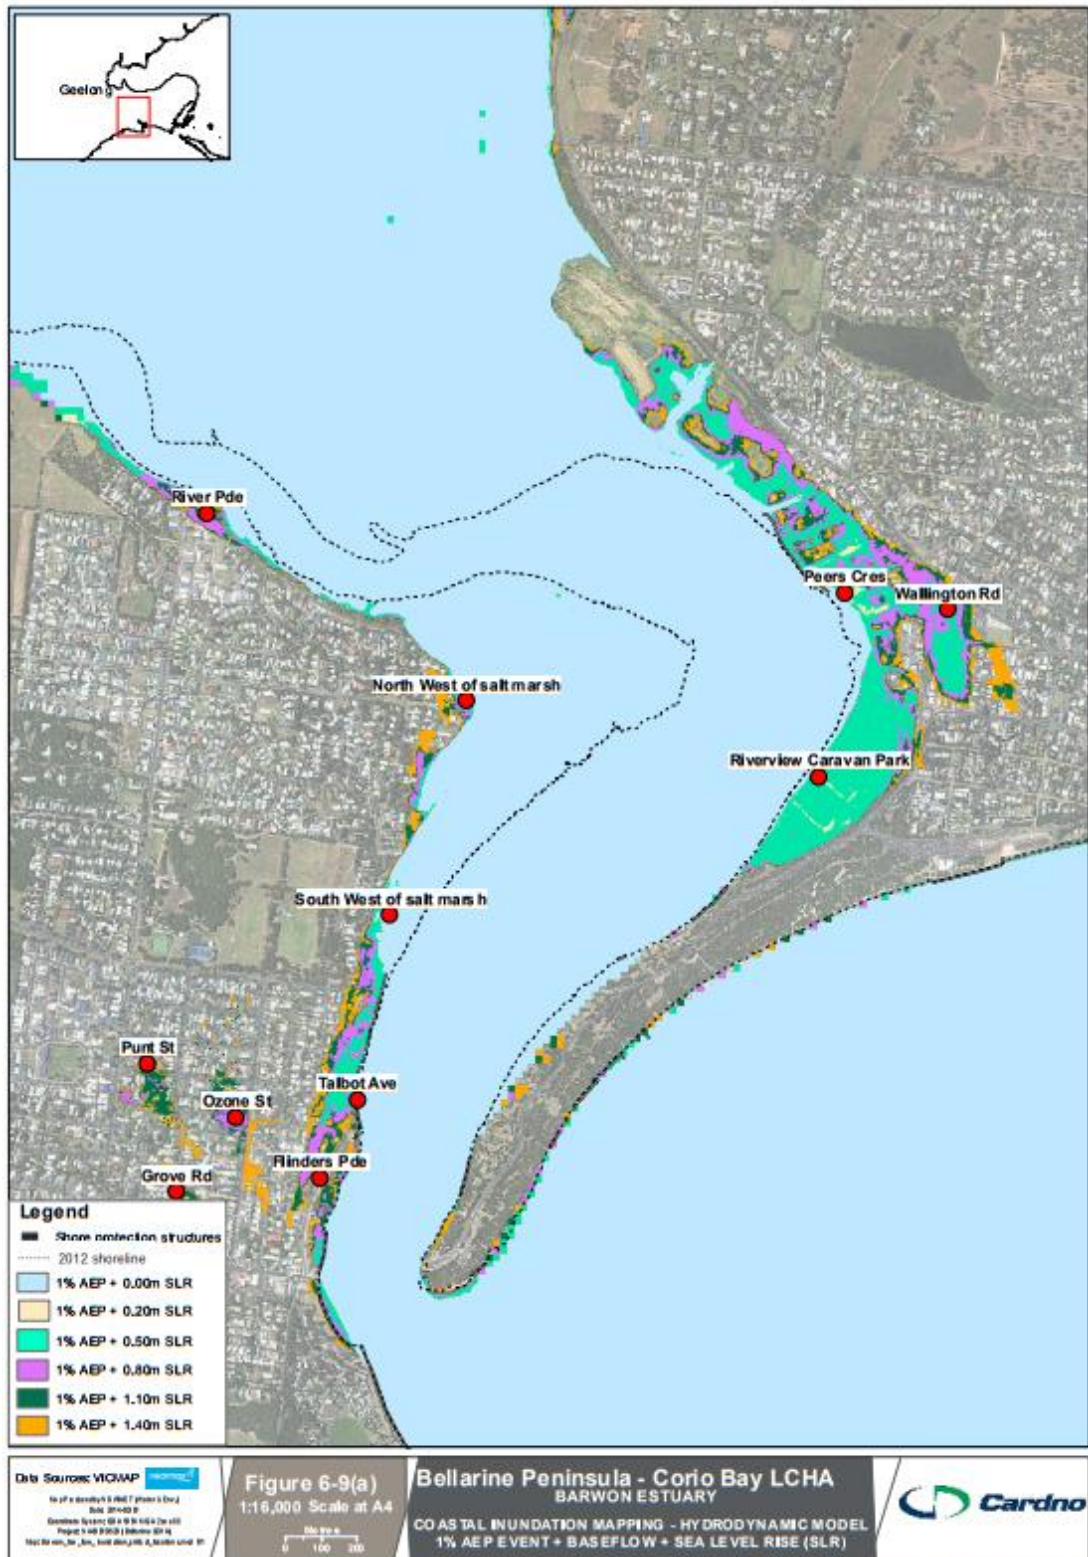 Geelong
River Pde
Peers Cres
Wallington Rd
North West of salt marsh
Riverview Caravan Park
South West of salt marsh
Punt St
Talbot Ave
Ozone St
Flinders Pde
Grove Rd
Legend
Shore protection structures
2012 shoreline
1% AEP + 0.00m SLR
1% AEP + 0.20m SLR
1% AEP + 0.50m SLR
1% AEP + 0.80m SLR
1% AEP + 1.10m SLR
1% AEP + 1.40m SLR
Data Sources: VICMAP
Figure 6-9(a)
1:16,000 Scale at A4
Metres
0 100 200
Bellarine Peninsula - Corio Bay LCHA
BARWON ESTUARY
COASTAL INUNDATION MAPPING - HYDRODYNAMIC MODEL
1% AEP EVENT + BASEFLOW + SEA LEVEL RISE (SLR)
Cardno